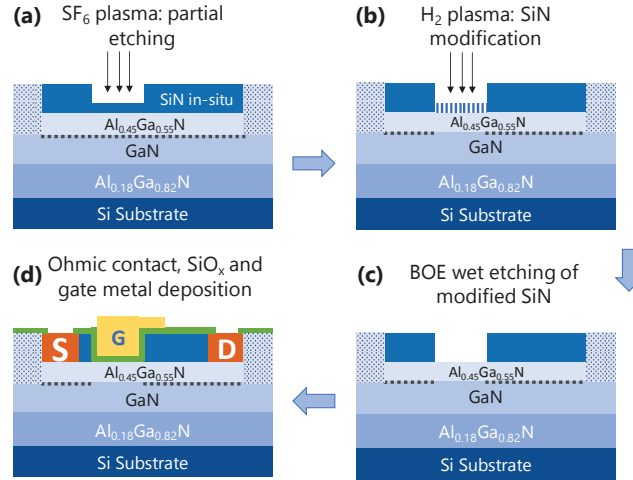 (a) SF₆ plasma: partial
etching
SiN in-situ
Al₀.₄₅Ga₀.₅₅N
GaN
Al₀.₁₈Ga₀.₈₂N
Si Substrate
(b) H₂ plasma: SiN
modification
Al₀.₄₅Ga₀.₅₅N
GaN
Al₀.₁₈Ga₀.₈₂N
Si Substrate
(d) Ohmic contact, SiOₓ and
gate metal deposition
S G D
Al₀.₄₅Ga₀.₅₅N
GaN
Al₀.₁₈Ga₀.₈₂N
Si Substrate
(c) BOE wet etching of
modified SiN
Al₀.₄₅Ga₀.₅₅N
GaN
Al₀.₁₈Ga₀.₈₂N
Si Substrate